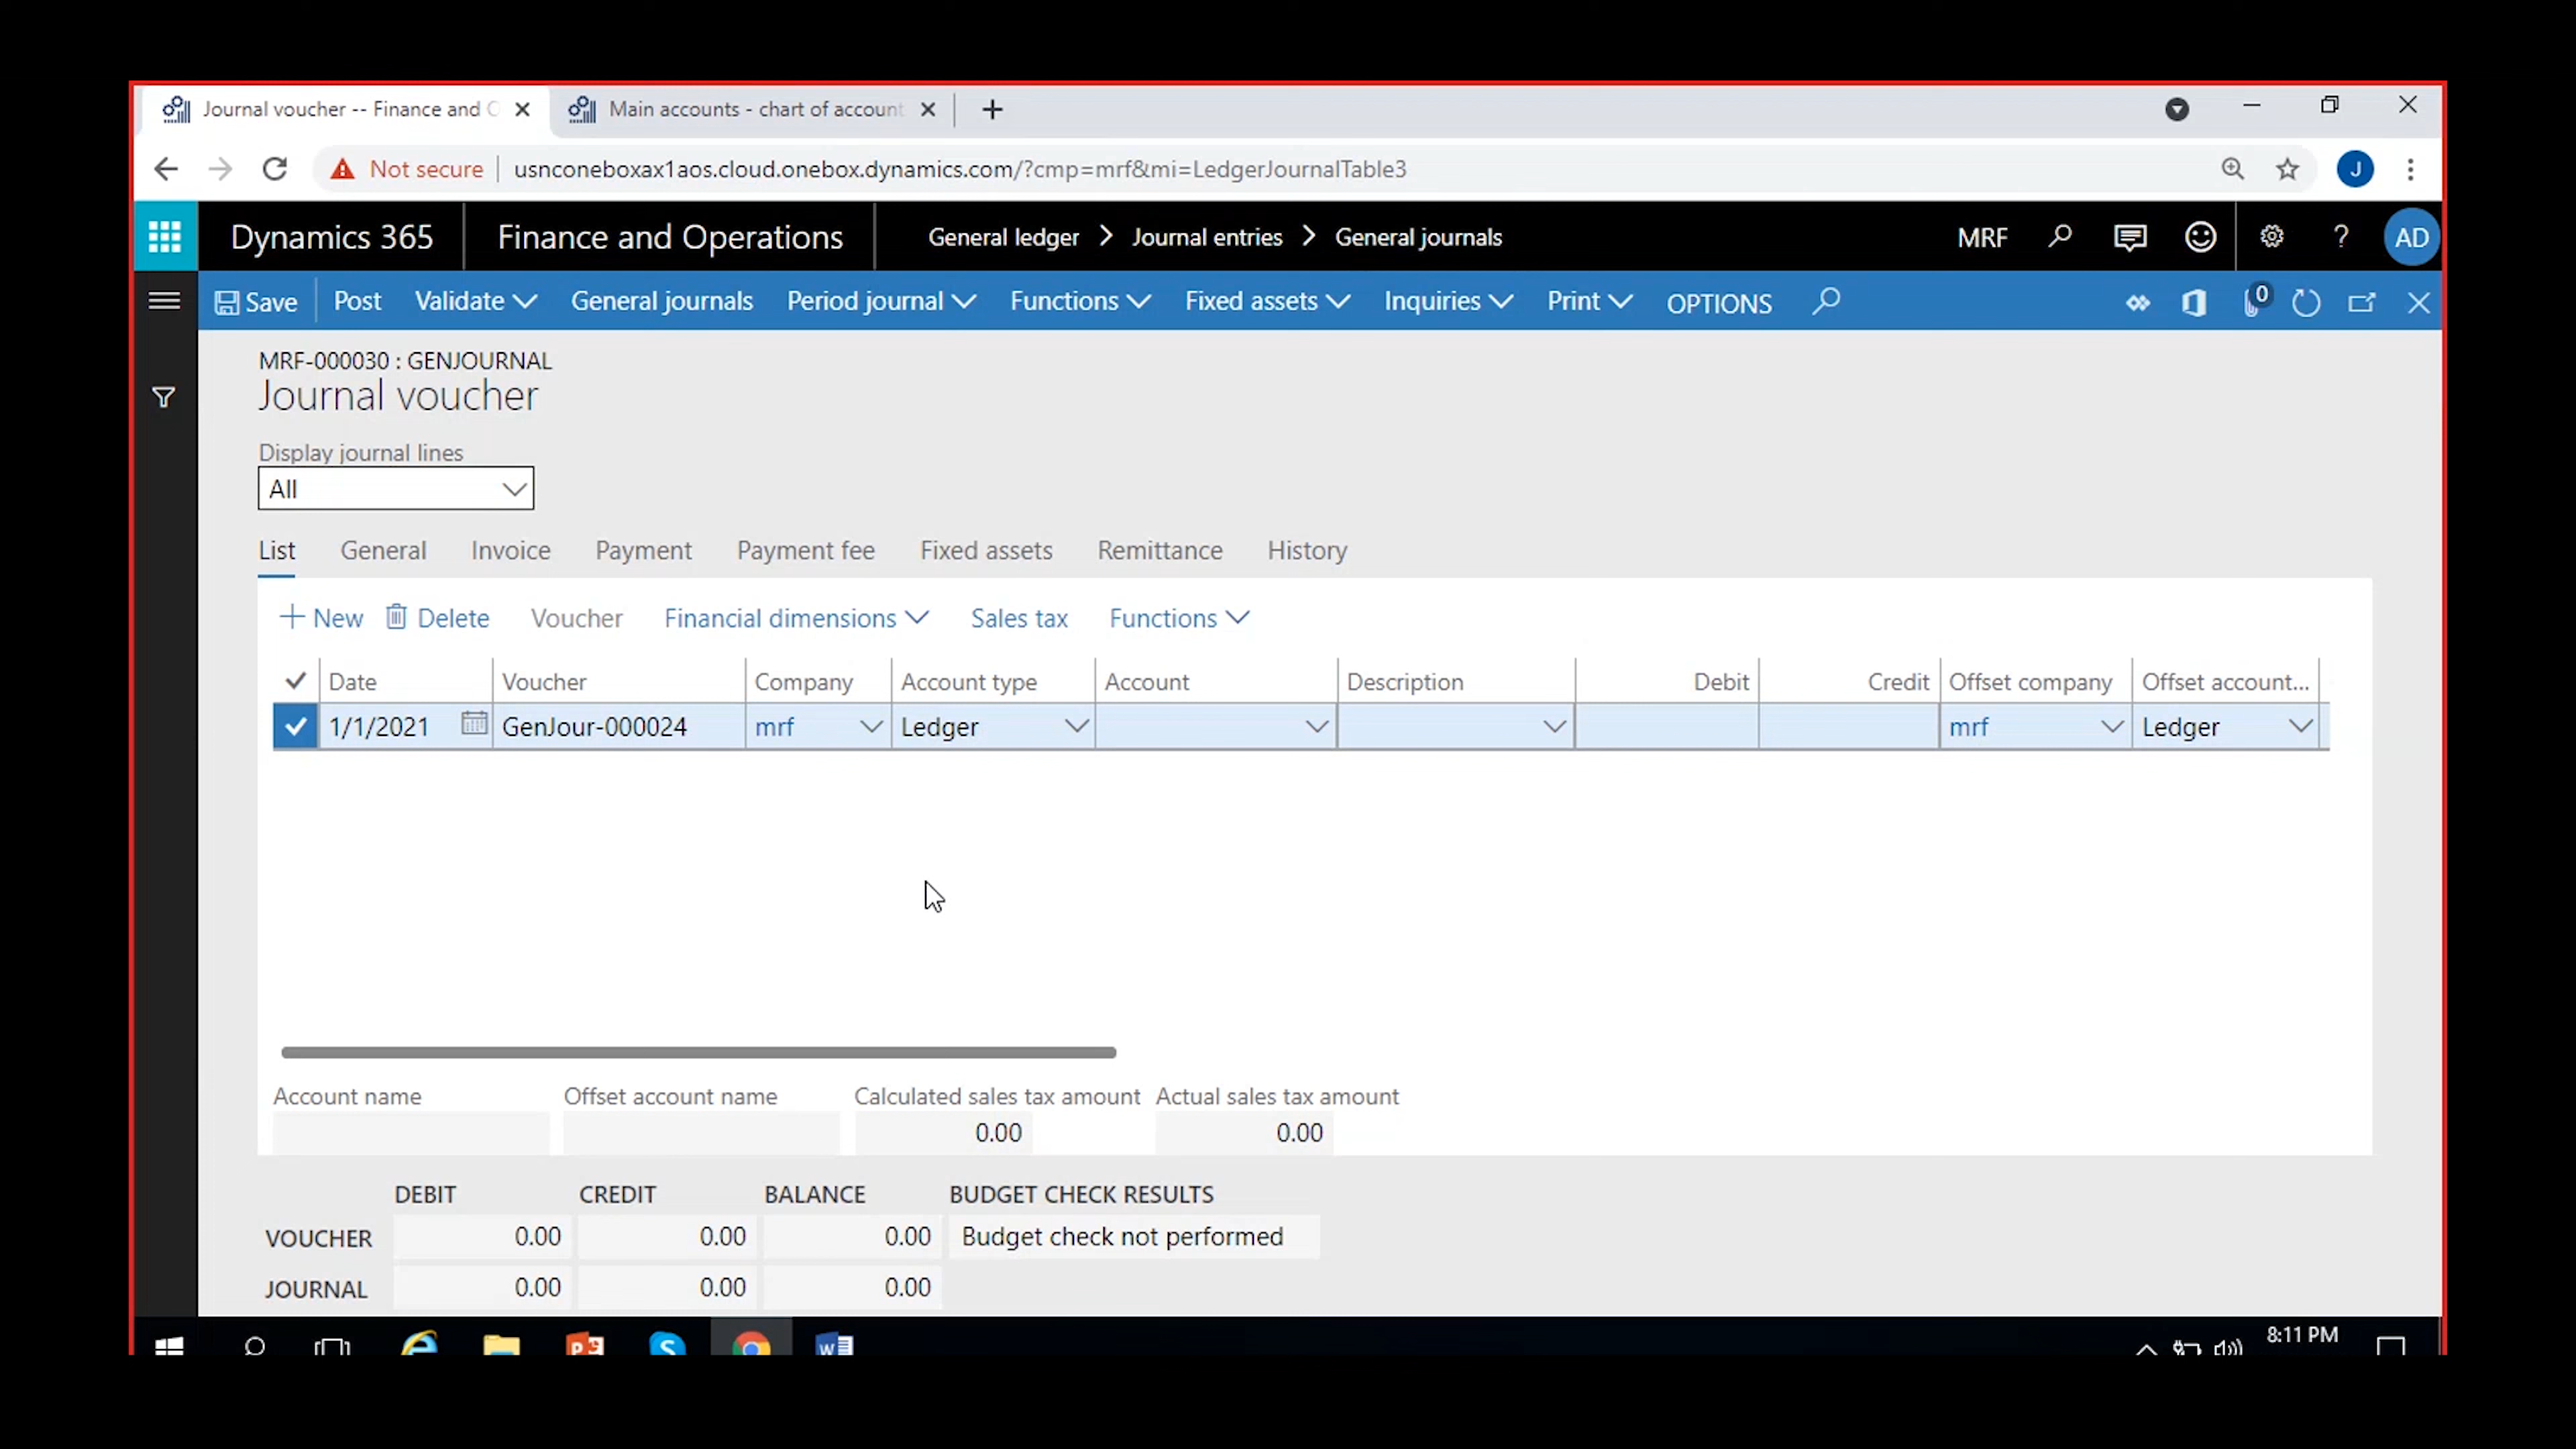 Journal voucher -- Finance and O
Main accounts - chart of account
Not secure usnconeboxax1aos.cloud.onebox.dynamics.com/?cmp=mrf&mi=LedgerJournalTable3 J
Dynamics 365 Finance and Operations General ledger > Journal entries > General journals MRF ? AD
Save Post Validate General journals Period journal Functions Fixed assets Inquiries Print OPTIONS 0
MRF-000030 : GENJOURNAL
Journal voucher
Display journal lines
All
List General Invoice Payment Payment fee Fixed assets Remittance History
New Delete Voucher Financial dimensions Sales tax Functions
Date Voucher Company Account type Account Description Debit Credit Offset company Offset account...
1/1/2021 GenJour-000024 mrf Ledger mrf Ledger
Account name Offset account name Calculated sales tax amount Actual sales tax amount
0.00 0.00
DEBIT CREDIT BALANCE BUDGET CHECK RESULTS
VOUCHER 0.00 0.00 0.00 Budget check not performed
JOURNAL 0.00 0.00 0.00
8:11 PM